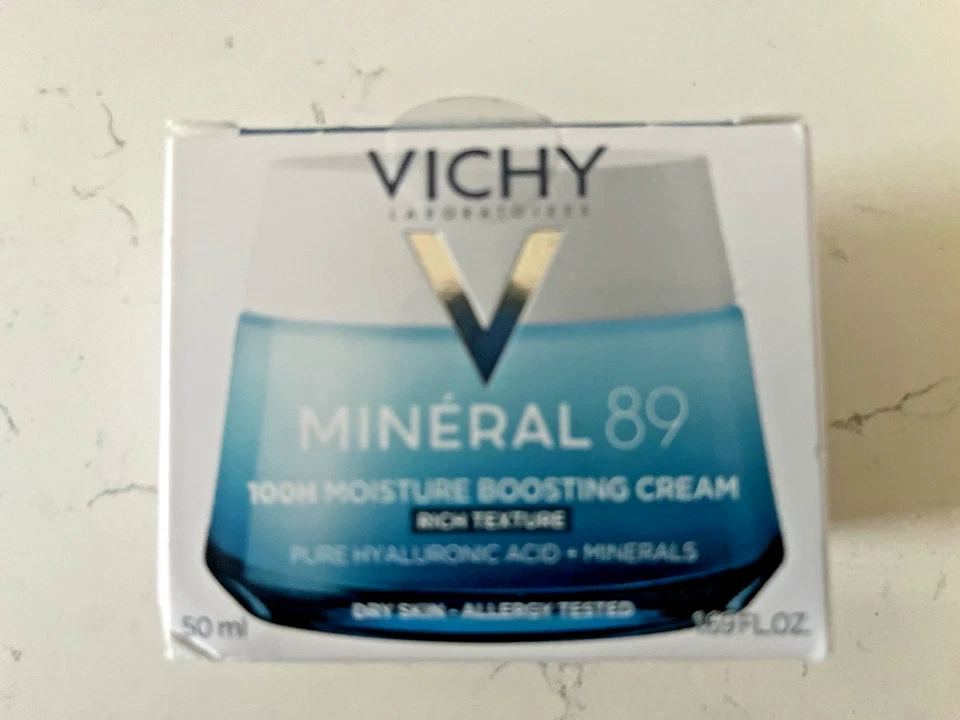 VICHY
LABORATOIRES
MINÉRAL 89
100H MOISTURE BOOSTING CREAM
RICH TEXTURE
PURE HYALURONIC ACID + MINERALS
DRY SKIN - ALLERGY TESTED
50 ml 1.69 FL.OZ.